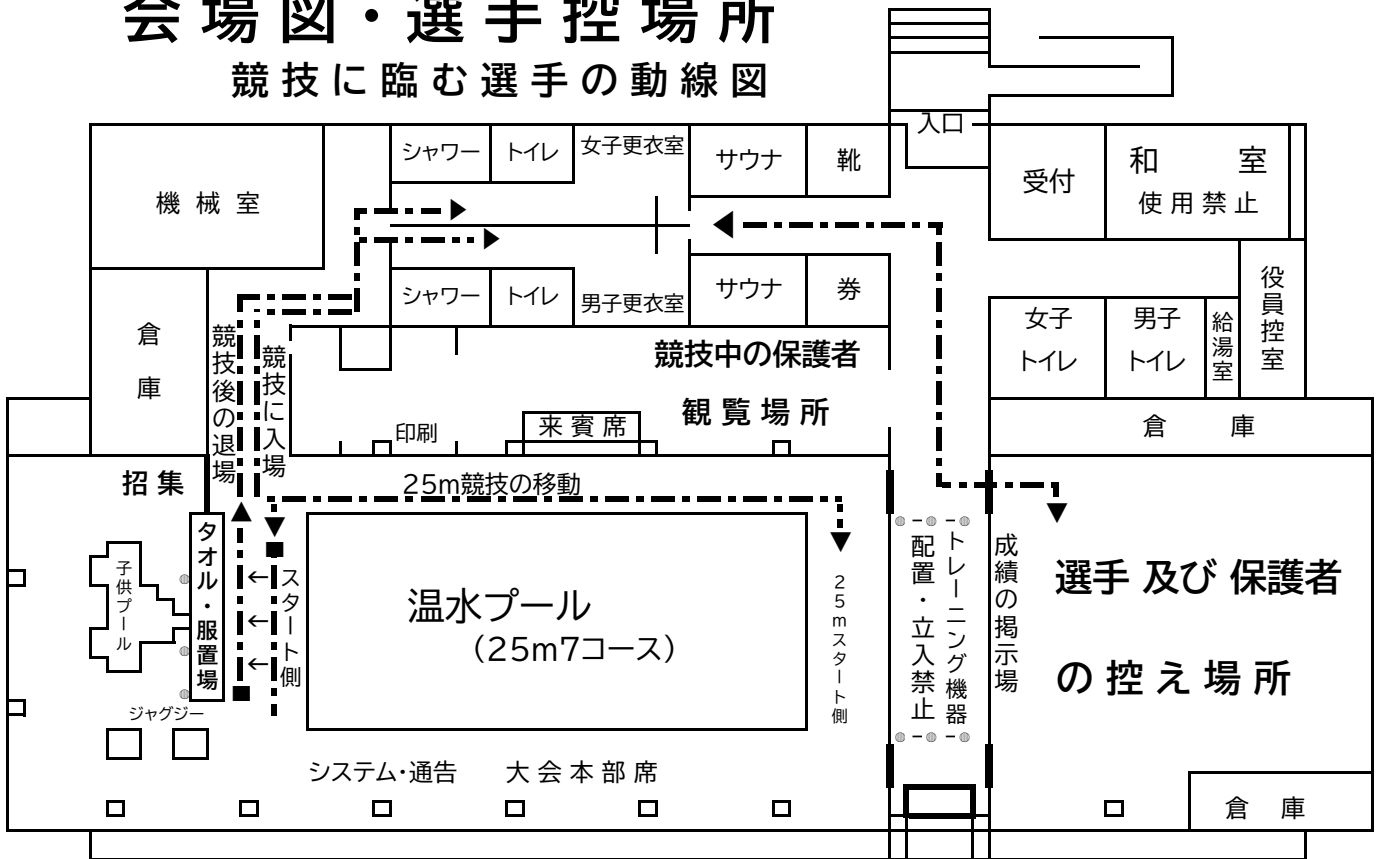 会場図・選手控場所
競技に臨む選手の動線図
入口
機械室
シャワー
トイレ
女子更衣室
サウナ
靴
受付
和室
使用禁止
シャワー
トイレ
男子更衣室
サウナ
券
女子
トイレ
男子
トイレ
給湯室
役員控室
倉庫
競技後の退場
競技に入場
競技中の保護者
観覧場所
印刷
来賓席
倉庫
招集
25m競技の移動
タオル・服置場
子供プール
←
←
←
スタート側
温水プール
（25m7コース）
25mスタート側
配置・立入禁止
トレーニング機器
成績の掲示場
選手 及び 保護者
の控え場所
ジャグジー
システム・通告
大会本部席
倉庫